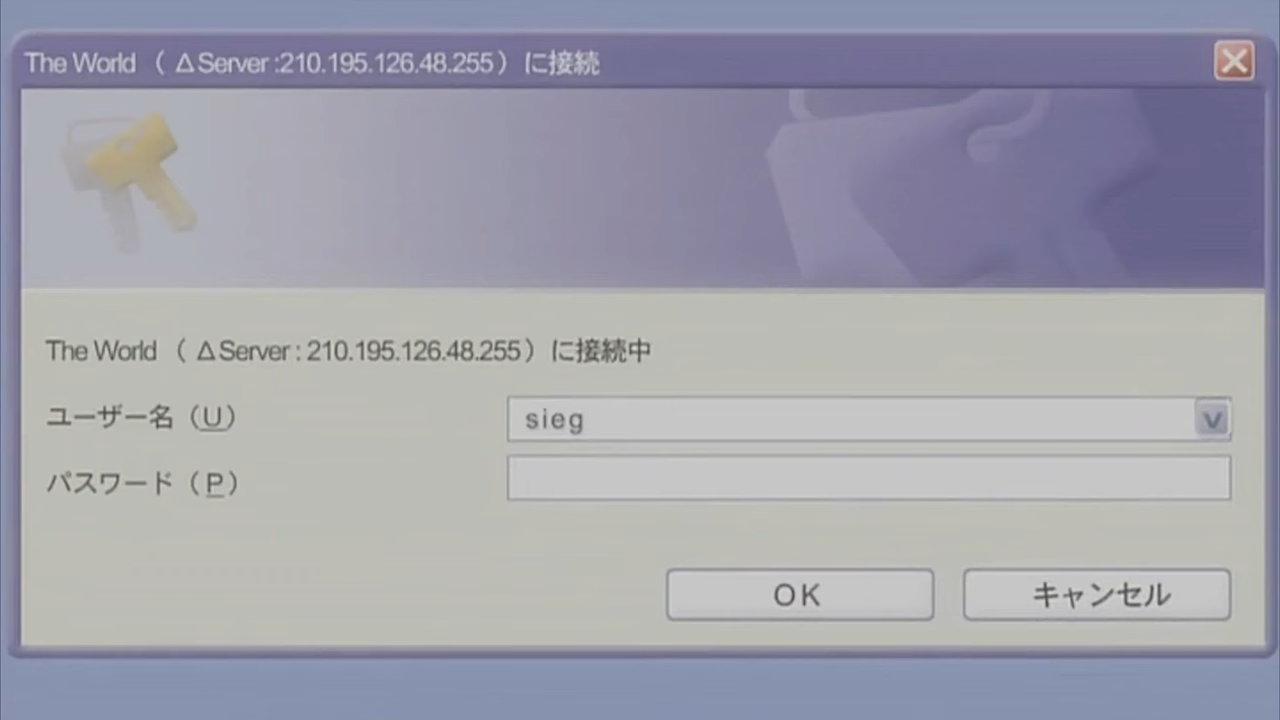 The World （ ΔServer :210.195.126.48.255） に接続
The World （ ΔServer : 210.195.126.48.255） に接続中
ユーザー名（U） sieg
パスワード（P）
OK キャンセル